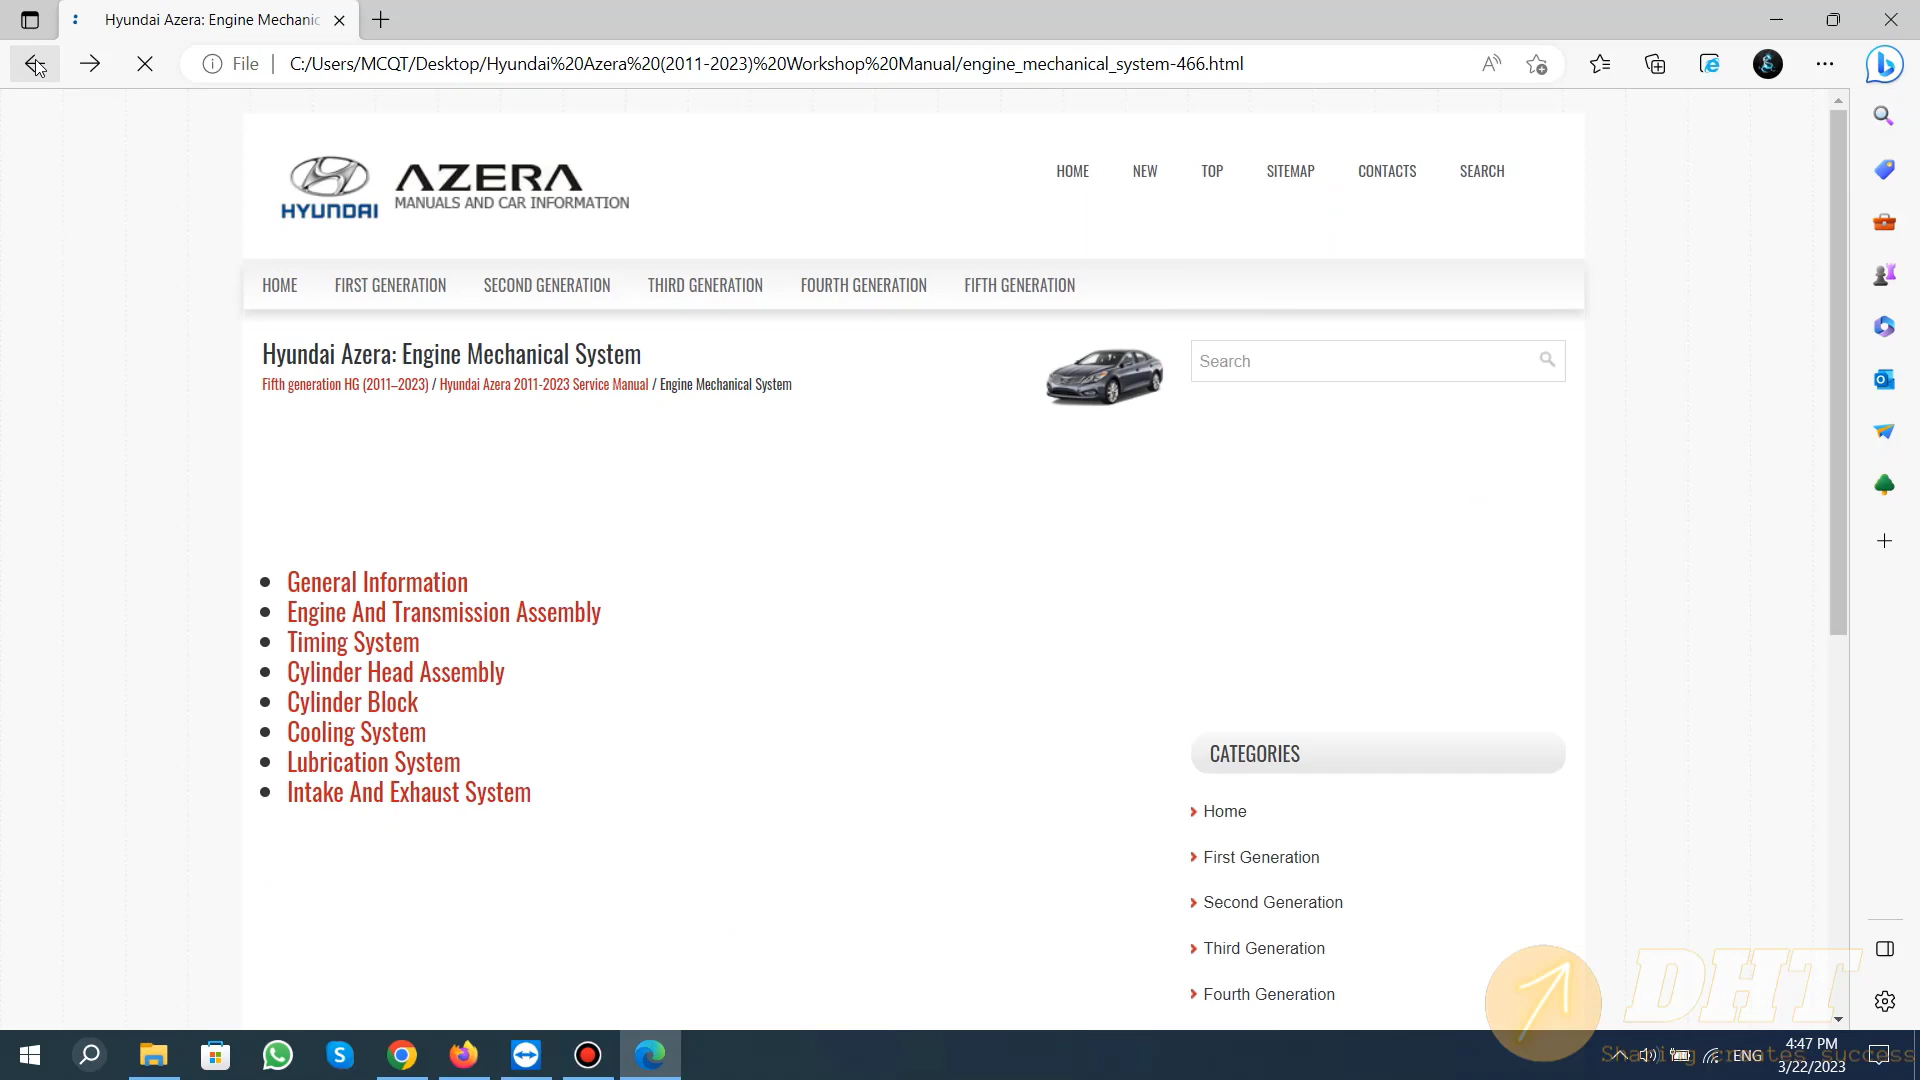 Hyundai Azera: Engine Mechanic
File
C:/Users/MCQT/Desktop/Hyundai%20Azera%20(2011-2023)%20Workshop%20Manual/engine_mechanical_system-466.html
HYUNDAI
AZERA
MANUALS AND CAR INFORMATION
HOME NEW TOP SITEMAP CONTACTS SEARCH
HOME FIRST GENERATION SECOND GENERATION THIRD GENERATION FOURTH GENERATION FIFTH GENERATION
Hyundai Azera: Engine Mechanical System
Fifth generation HG (2011–2023) / Hyundai Azera 2011-2023 Service Manual / Engine Mechanical System
Search
General Information
Engine And Transmission Assembly
Timing System
Cylinder Head Assembly
Cylinder Block
Cooling System
Lubrication System
Intake And Exhaust System
CATEGORIES
Home
First Generation
Second Generation
Third Generation
Fourth Generation
DHT
Sharing creates success
ENG
4:47 PM
3/22/2023